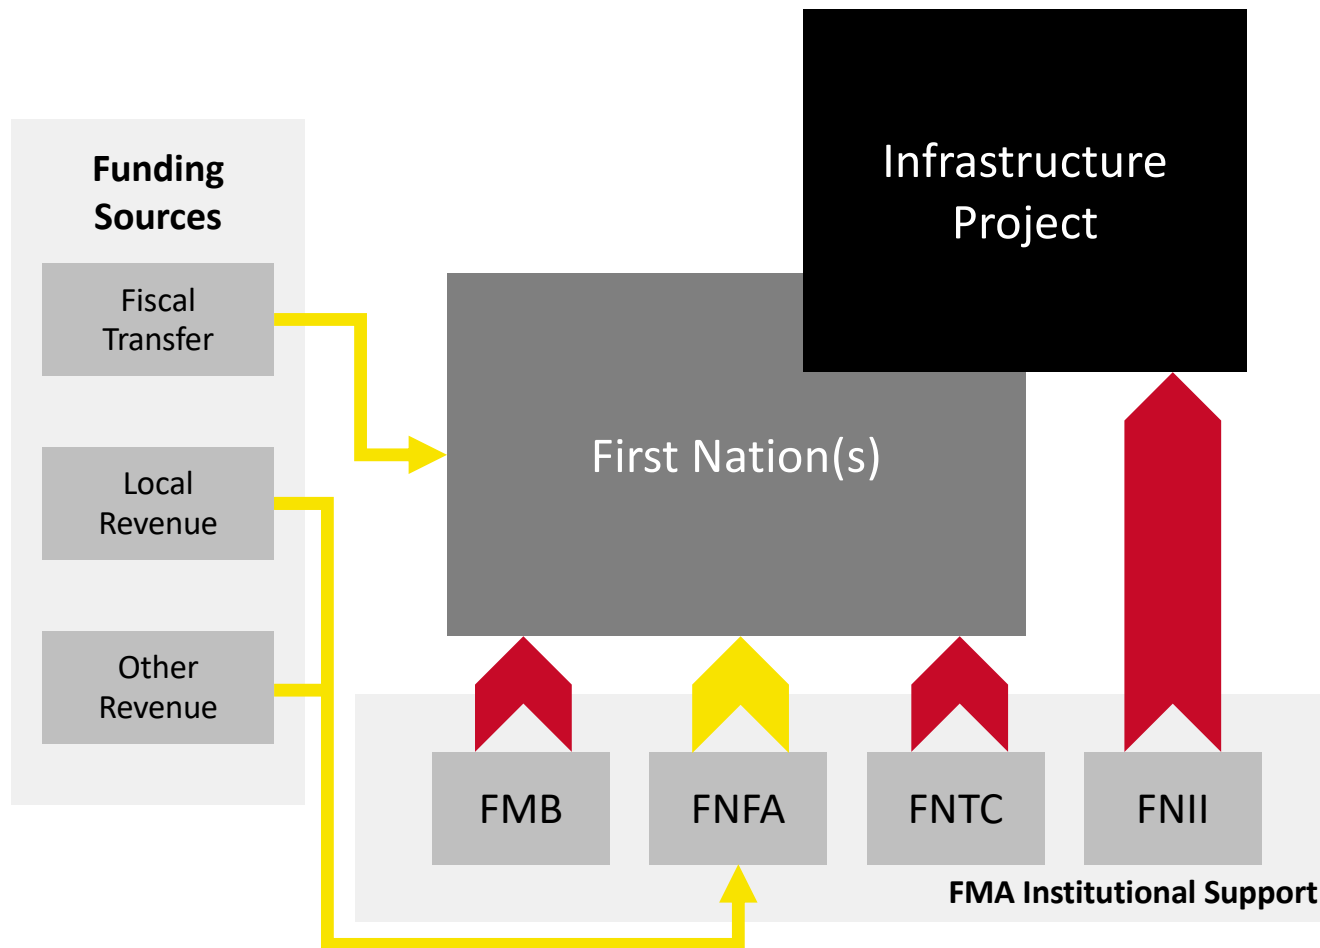 Funding
Sources
Fiscal
Transfer
Local
Revenue
Other
Revenue
Infrastructure
Project
First Nation(s)
FMB
FNFA
FNTC
FNII
FMA Institutional Support